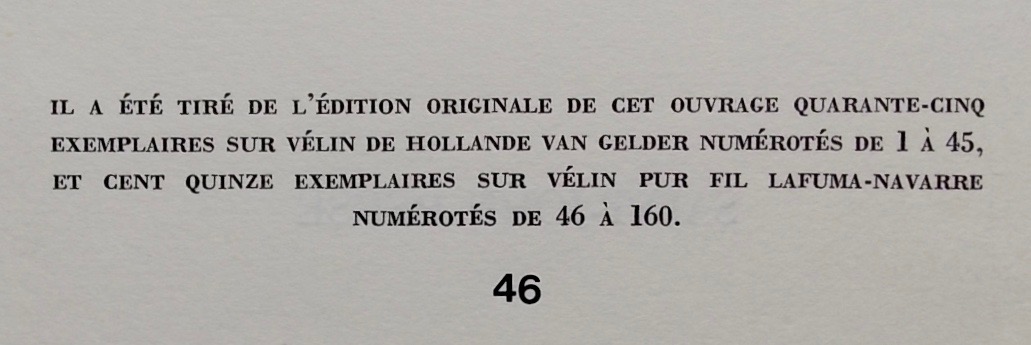 IL A ÉTÉ TIRÉ DE L'ÉDITION ORIGINALE DE CET OUVRAGE QUARANTE-CINQ
EXEMPLAIRES SUR VÉLIN DE HOLLANDE VAN GELDER NUMÉROTÉS DE 1 À 45,
ET CENT QUINZE EXEMPLAIRES SUR VÉLIN PUR FIL LAFUMA-NAVARRE
NUMÉROTÉS DE 46 À 160.
46